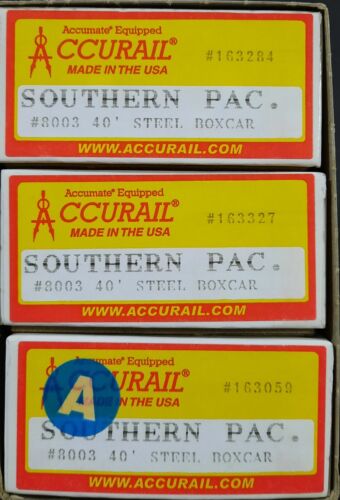 Accumate® Equipped
ACCURAIL®
MADE IN THE USA
#163284
SOUTHERN PAC.
#8003 40' STEEL BOXCAR
WWW.ACCURAIL.COM
Accumate® Equipped
ACCURAIL®
MADE IN THE USA
#163327
SOUTHERN PAC.
#8003 40' STEEL BOXCAR
WWW.ACCURAIL.COM
Accumate® Equipped
ACCURAIL®
MADE IN THE USA
#163059
A
SOUTHERN PAC.
#8003 40' STEEL BOXCAR
WWW.ACCURAIL.COM